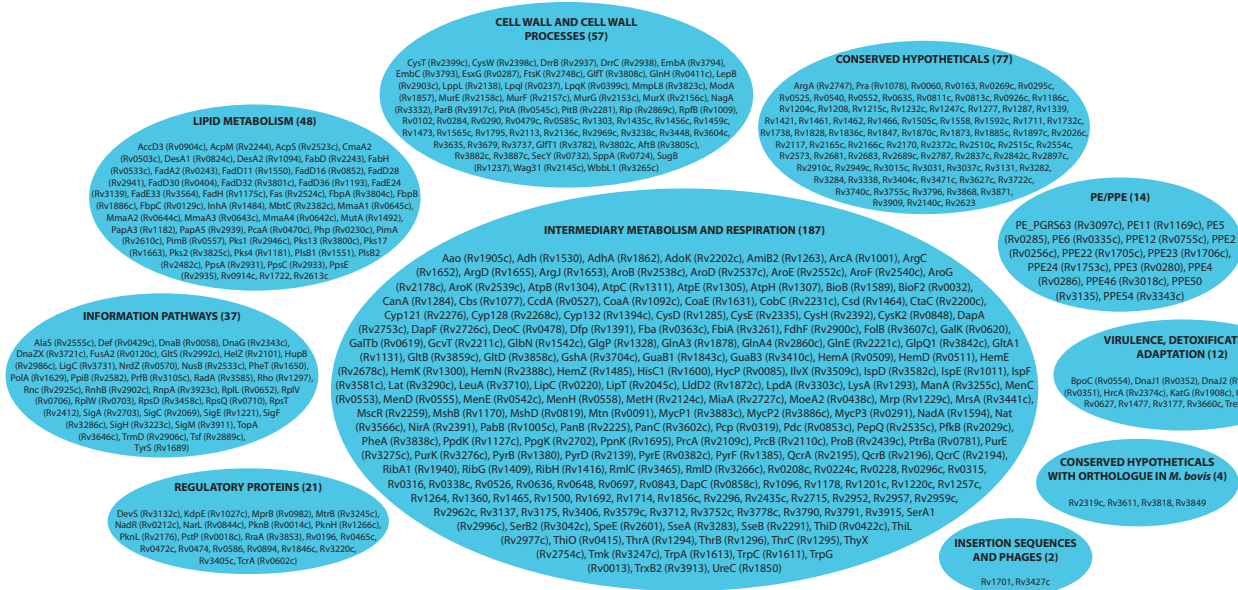 CELL WALL AND CELL WALL
PROCESSES (57)
CysT (Rv2399c), CysW (Rv2398c), DrrB (Rv2937), DrrC (Rv2938), EmbA (Rv3794),
EmbC (Rv3793), EsxG (Rv0287), FtsK (Rv2748c), GlfT (Rv3808c), GlnH (Rv0411c), LepB
(Rv2903c), LppL (Rv2138), LpqI (Rv0237), LpqK (Rv0399c), MmpL8 (Rv3823c), ModA
(Rv1857), MurE (Rv2158c), MurF (Rv2157c), MurG (Rv2153c), MurX (Rv2156c), NagA
(Rv3332), ParB (Rv3917c), PitA (Rv0545c), PitB (Rv2281), Rip (Rv2869c), RpfB (Rv1009),
Rv0102, Rv0284, Rv0290, Rv0479c, Rv0585c, Rv1303, Rv1435c, Rv1456c, Rv1459c,
Rv1473, Rv1565c, Rv1795, Rv2113, Rv2136c, Rv2969c, Rv3238c, Rv3448, Rv3604c,
Rv3635, Rv3679, Rv3737, GlfT1 (Rv3782), Rv3802c, AftB (Rv3805c),
Rv3882c, Rv3887c, SecY (Rv0732), SppA (Rv0724), SugB
(Rv1237), Wag31 (Rv2145c), WbbL1 (Rv3265c)
CONSERVED HYPOTHETICALS (77)
ArgA (Rv2747), Pra (Rv1078), Rv0060, Rv0163, Rv0269c, Rv0295c,
Rv0525, Rv0540, Rv0552, Rv0635, Rv0811c, Rv0813c, Rv0926c, Rv1186c,
Rv1204c, Rv1208, Rv1215c, Rv1232c, Rv1247c, Rv1277, Rv1287, Rv1339,
Rv1421, Rv1461, Rv1462, Rv1466, Rv1505c, Rv1558, Rv1592c, Rv1711, Rv1732c,
Rv1738, Rv1828, Rv1836c, Rv1847, Rv1870c, Rv1873, Rv1885c, Rv1897c, Rv2026c,
Rv2117, Rv2165c, Rv2166c, Rv2170, Rv2372c, Rv2510c, Rv2515c, Rv2554c,
Rv2573, Rv2681, Rv2683, Rv2689c, Rv2787, Rv2837c, Rv2842c, Rv2897c,
Rv2910c, Rv2949c, Rv3015c, Rv3031, Rv3037c, Rv3131, Rv3282,
Rv3284, Rv3338, Rv3404c, Rv3471c, Rv3627c, Rv3722c,
Rv3740c, Rv3755c, Rv3796, Rv3868, Rv3871,
Rv3909, Rv2140c, Rv2623
LIPID METABOLISM (48)
AccD3 (Rv0904c), AcpM (Rv2244), AcpS (Rv2523c), CmaA2
(Rv0503c), DesA1 (Rv0824c), DesA2 (Rv1094), FabD (Rv2243), FabH
(Rv0533c), FadA2 (Rv0243), FadD11 (Rv1550), FadD16 (Rv0852), FadD28
(Rv2941), FadD30 (Rv0404), FadD32 (Rv3801c), FadD36 (Rv1193), FadE24
(Rv3139), FadE33 (Rv3564), FadH (Rv1175c), Fas (Rv2524c), FbpA (Rv3804c), FbpB
(Rv1886c), FbpC (Rv0129c), InhA (Rv1484), MbtC (Rv2382c), MmaA1 (Rv0645c),
MmaA2 (Rv0644c), MmaA3 (Rv0643c), MmaA4 (Rv0642c), MutA (Rv1492),
PapA3 (Rv1182), PapA5 (Rv2939), PcaA (Rv0470c), Php (Rv0230c), PimA
(Rv2610c), PimB (Rv0557), Pks1 (Rv2946c), Pks13 (Rv3800c), Pks17
(Rv1663), Pks2 (Rv3825c), Pks4 (Rv1181), PlsB1 (Rv1551), PlsB2
(Rv2482c), PpsA (Rv2931), PpsC (Rv2933), PpsE
(Rv2935), Rv0914c, Rv1722, Rv2613c
PE/PPE (14)
PE_PGRS63 (Rv3097c), PE11 (Rv1169c), PE5
(Rv0285), PE6 (Rv0335c), PPE12 (Rv0755c), PPE2
(Rv0256c), PPE22 (Rv1705c), PPE23 (Rv1706c),
PPE24 (Rv1753c), PPE3 (Rv0280), PPE4
(Rv0286), PPE46 (Rv3018c), PPE50
(Rv3135), PPE54 (Rv3343c)
INTERMEDIARY METABOLISM AND RESPIRATION (187)
Aao (Rv1905c), Adh (Rv1530), AdhA (Rv1862), AdoK (Rv2202c), AmiB2 (Rv1263), ArcA (Rv1001), ArgC
(Rv1652), ArgD (Rv1655), ArgJ (Rv1653), AroB (Rv2538c), AroD (Rv2537c), AroE (Rv2552c), AroF (Rv2540c), AroG
(Rv2178c), AroK (Rv2539c), AtpB (Rv1304), AtpC (Rv1311), AtpE (Rv1305), AtpH (Rv1307), BioB (Rv1589), BioF2 (Rv0032),
CanA (Rv1284), Cbs (Rv1077), CcdA (Rv0527), CoaA (Rv1092c), CoaE (Rv1631), CobC (Rv2231c), Csd (Rv1464), CtaC (Rv2200c),
Cyp121 (Rv2276), Cyp128 (Rv2268c), Cyp132 (Rv1394c), CysD (Rv1285), CysE (Rv2335), CysH (Rv2392), CysK2 (Rv0848), DapA
(Rv2753c), DapF (Rv2726c), DeoC (Rv0478), Dfp (Rv1391), Fba (Rv0363c), FbiA (Rv3261), FdhF (Rv2900c), FolB (Rv3607c), GalK (Rv0620),
GalTb (Rv0619), GcvT (Rv2211c), GlbN (Rv1542c), GlgP (Rv1328), GlnA3 (Rv1878), GlnA4 (Rv2860c), GlnE (Rv2221c), GlpQ1 (Rv3842c), GltA1
(Rv1131), GltB (Rv3859c), GltD (Rv3858c), GshA (Rv3704c), GuaB1 (Rv1843c), GuaB3 (Rv3410c), HemA (Rv0509), HemD (Rv0511), HemE
(Rv2678c), HemK (Rv1300), HemN (Rv2388c), HemZ (Rv1485), HisC1 (Rv1600), HycP (Rv0085), IlvX (Rv3509c), IspD (Rv3582c), IspE (Rv1011), IspF
(Rv3581c), Lat (Rv3290c), LeuA (Rv3710), LipC (Rv0220), LipT (Rv2045c), LldD2 (Rv1872c), LpdA (Rv3303c), LysA (Rv1293), ManA (Rv3255c), MenC
(Rv0553), MenD (Rv0555), MenE (Rv0542c), MenH (Rv0558), MetH (Rv2124c), MiaA (Rv2727c), MoeA2 (Rv0438c), Mrp (Rv1229c), MrsA (Rv3441c),
MscR (Rv2259), MshB (Rv1170), MshD (Rv0819), Mtn (Rv0091), MycP1 (Rv3883c), MycP2 (Rv3886c), MycP3 (Rv0291), NadA (Rv1594), Nat
(Rv3566c), NirA (Rv2391), PabB (Rv1005c), PanB (Rv2225), PanC (Rv3602c), Pcp (Rv0319), Pdc (Rv0853c), PepQ (Rv2535c), PfkB (Rv2029c),
PheA (Rv3838c), PpdK (Rv1127c), PpgK (Rv2702), PpnK (Rv1695), PrcA (Rv2109c), PrcB (Rv2110c), ProB (Rv2439c), PtrBa (Rv0781), PurE
(Rv3275c), PurK (Rv3276c), PyrB (Rv1380), PyrD (Rv2139), PyrE (Rv0382c), PyrF (Rv1385), QcrA (Rv2195), QcrB (Rv2196), QcrC (Rv2194),
RibA1 (Rv1940), RibG (Rv1409), RibH (Rv1416), RmlC (Rv3465), RmlD (Rv3266c), Rv0208c, Rv0224c, Rv0228, Rv0296c, Rv0315,
Rv0316, Rv0338c, Rv0526, Rv0636, Rv0648, Rv0697, Rv0843, DapC (Rv0858c), Rv1096, Rv1178, Rv1201c, Rv1220c, Rv1257c,
Rv1264, Rv1360, Rv1465, Rv1500, Rv1692, Rv1714, Rv1856c, Rv2296, Rv2435c, Rv2715, Rv2952, Rv2957, Rv2959c,
Rv2962c, Rv3137, Rv3175, Rv3406, Rv3579c, Rv3712, Rv3752c, Rv3778c, Rv3790, Rv3791, Rv3915, SerA1
(Rv2996c), SerB2 (Rv3042c), SpeE (Rv2601), SseA (Rv3283), SseB (Rv2291), ThiD (Rv0422c), ThiL
(Rv2977c), ThiO (Rv0415), ThrA (Rv1294), ThrB (Rv1296), ThrC (Rv1295), ThyX
(Rv2754c), Tmk (Rv3247c), TrpA (Rv1613), TrpC (Rv1611), TrpG
(Rv0013), TrxB2 (Rv3913), UreC (Rv1850)
INFORMATION PATHWAYS (37)
AlaS (Rv2555c), Def (Rv0429c), DnaB (Rv0058), DnaG (Rv2343c),
DnaZX (Rv3721c), FusA2 (Rv0120c), GltS (Rv2992c), HelZ (Rv2101), HupB
(Rv2986c), LigC (Rv3731), NrdZ (Rv0570), NusB (Rv2533c), PheT (Rv1650),
PolA (Rv1629), PpiB (Rv2582), PrfB (Rv3105c), RadA (Rv3585), Rho (Rv1297),
Rnc (Rv2925c), RnhB (Rv2902c), RnpA (Rv3923c), RplL (Rv0652), RplV
(Rv0706), RplW (Rv0703), RpsD (Rv3458c), RpsQ (Rv0710), RpsT
(Rv2412), SigA (Rv2703), SigC (Rv2069), SigE (Rv1221), SigF
(Rv3286c), SigH (Rv3223c), SigM (Rv3911), TopA
(Rv3646c), TrmD (Rv2906c), Tsf (Rv2889c),
TyrS (Rv1689)
VIRULENCE, DETOXIFICAT
ADAPTATION (12)
BpoC (Rv0554), DnaJ1 (Rv0352), DnaJ2 (R
(Rv0351), HrcA (Rv2374c), KatG (Rv1908c),
Rv0627, Rv1477, Rv3177, Rv3660c, Tre
REGULATORY PROTEINS (21)
DevS (Rv3132c), KdpE (Rv1027c), MprB (Rv0982), MtrB (Rv3245c),
NadR (Rv0212c), NarL (Rv0844c), PknB (Rv0014c), PknH (Rv1266c),
PknL (Rv2176), PstP (Rv0018c), RraA (Rv3853), Rv0196, Rv0465c,
Rv0472c, Rv0474, Rv0586, Rv0894, Rv1846c, Rv3220c,
Rv3405c, TcrA (Rv0602c)
CONSERVED HYPOTHETICALS
WITH ORTHOLOGUE IN M. bovis (4)
Rv2319c, Rv3611, Rv3818, Rv3849
INSERTION SEQUENCES
AND PHAGES (2)
Rv1701, Rv3427c